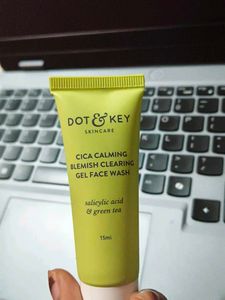 DOT & KEY
SKINCARE
CICA CALMING
BLEMISH CLEARING
GEL FACE WASH
salicylic acid
& green tea
15ml